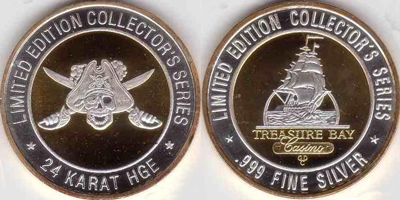 LIMITED EDITION COLLECTOR'S SERIES
★ 24 KARAT HGE ★
LIMITED EDITION COLLECTOR'S SERIES
TREASURE BAY
Casino
★ .999 FINE SILVER ★